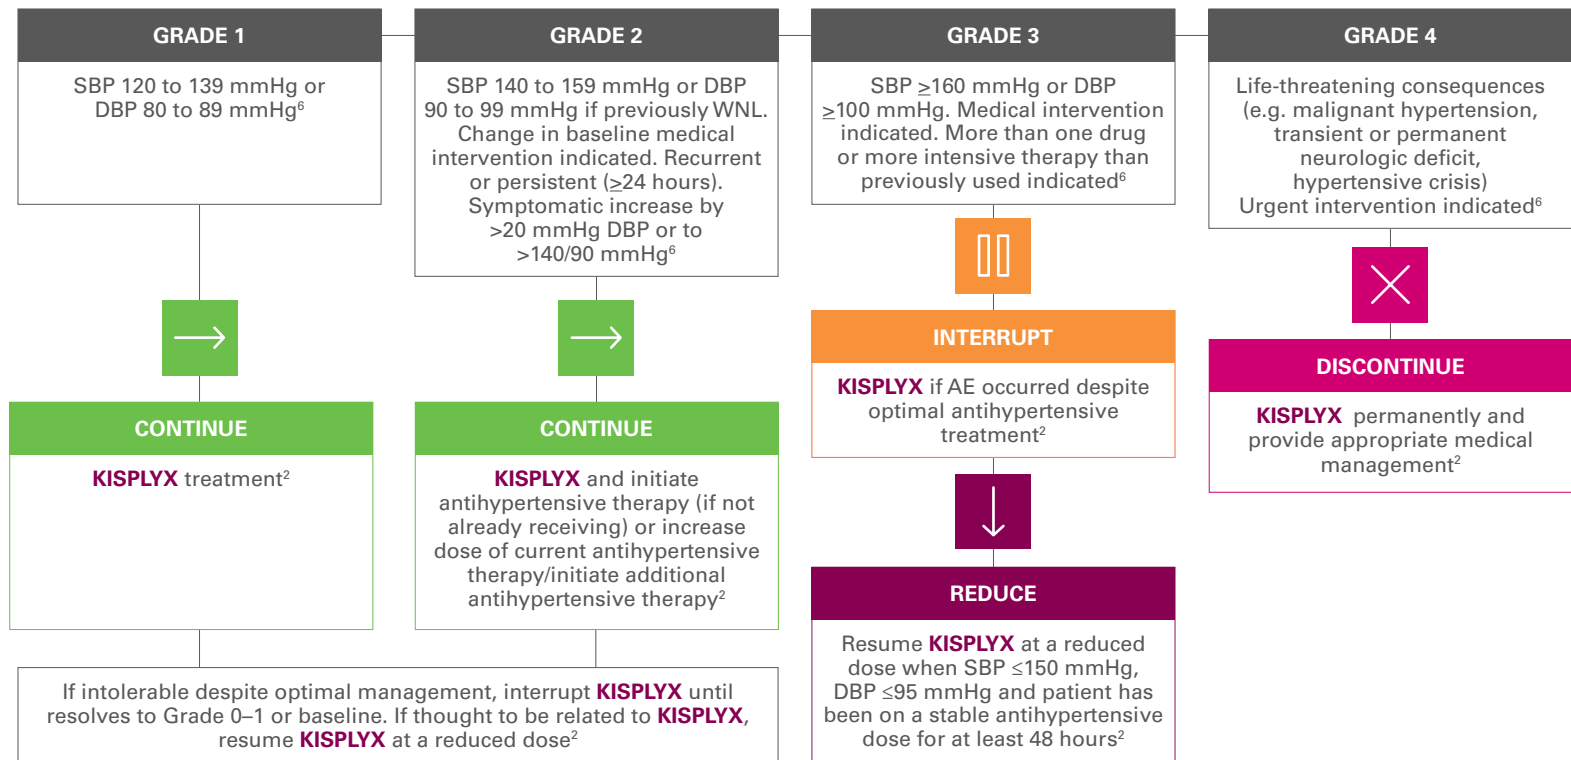 GRADE 1
SBP 120 to 139 mmHg or
DBP 80 to 89 mmHg⁶
CONTINUE
KISPLYX treatment²
GRADE 2
SBP 140 to 159 mmHg or DBP
90 to 99 mmHg if previously WNL.
Change in baseline medical
intervention indicated. Recurrent
or persistent (≥24 hours).
Symptomatic increase by
>20 mmHg DBP or to
>140/90 mmHg⁶
CONTINUE
KISPLYX and initiate
antihypertensive therapy (if not
already receiving) or increase
dose of current antihypertensive
therapy/initiate additional
antihypertensive therapy²
If intolerable despite optimal management, interrupt KISPLYX until
resolves to Grade 0–1 or baseline. If thought to be related to KISPLYX,
resume KISPLYX at a reduced dose²
GRADE 3
SBP ≥160 mmHg or DBP
≥100 mmHg. Medical intervention
indicated. More than one drug
or more intensive therapy than
previously used indicated⁶
INTERRUPT
KISPLYX if AE occurred despite
optimal antihypertensive
treatment²
REDUCE
Resume KISPLYX at a reduced
dose when SBP ≤150 mmHg,
DBP ≤95 mmHg and patient has
been on a stable antihypertensive
dose for at least 48 hours²
GRADE 4
Life-threatening consequences
(e.g. malignant hypertension,
transient or permanent
neurologic deficit,
hypertensive crisis)
Urgent intervention indicated⁶
DISCONTINUE
KISPLYX permanently and
provide appropriate medical
management²